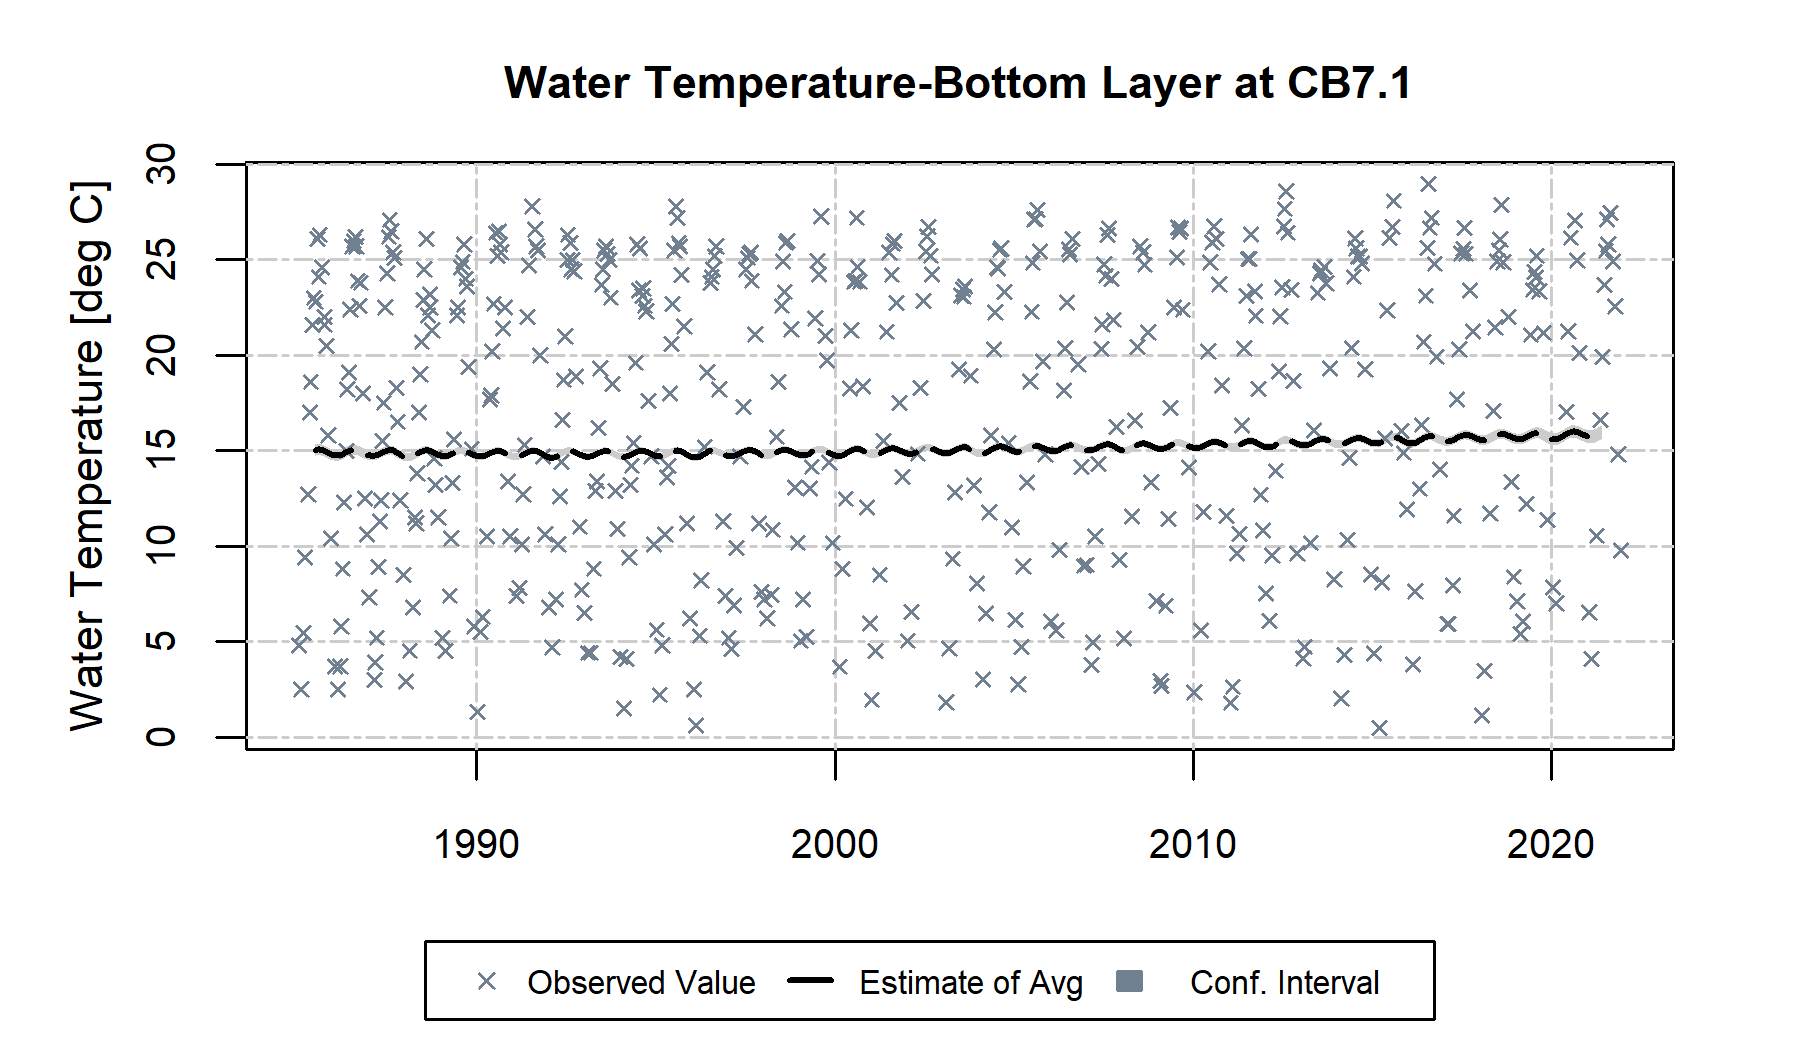 Water Temperature-Bottom Layer at CB7.1
Water Temperature [deg C]
30
25
20
15
10
5
0
1990 2000 2010 2020
Observed Value Estimate of Avg Conf. Interval